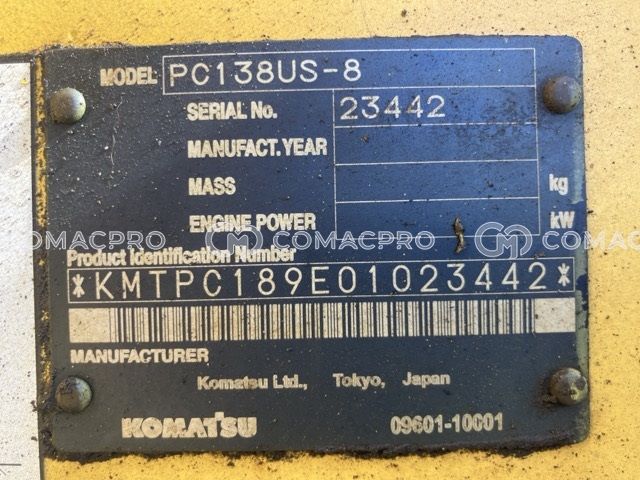 MODEL PC138US-8
SERIAL No. 23442
MANUFACT. YEAR
MASS kg
ENGINE POWER kW
COMACPRO COMACPRO COMACPRO
Product Identification Number
*KMTPC189E01023442*
MANUFACTURER
Komatsu Ltd., Tokyo, Japan
KOMATSU 09601-10001